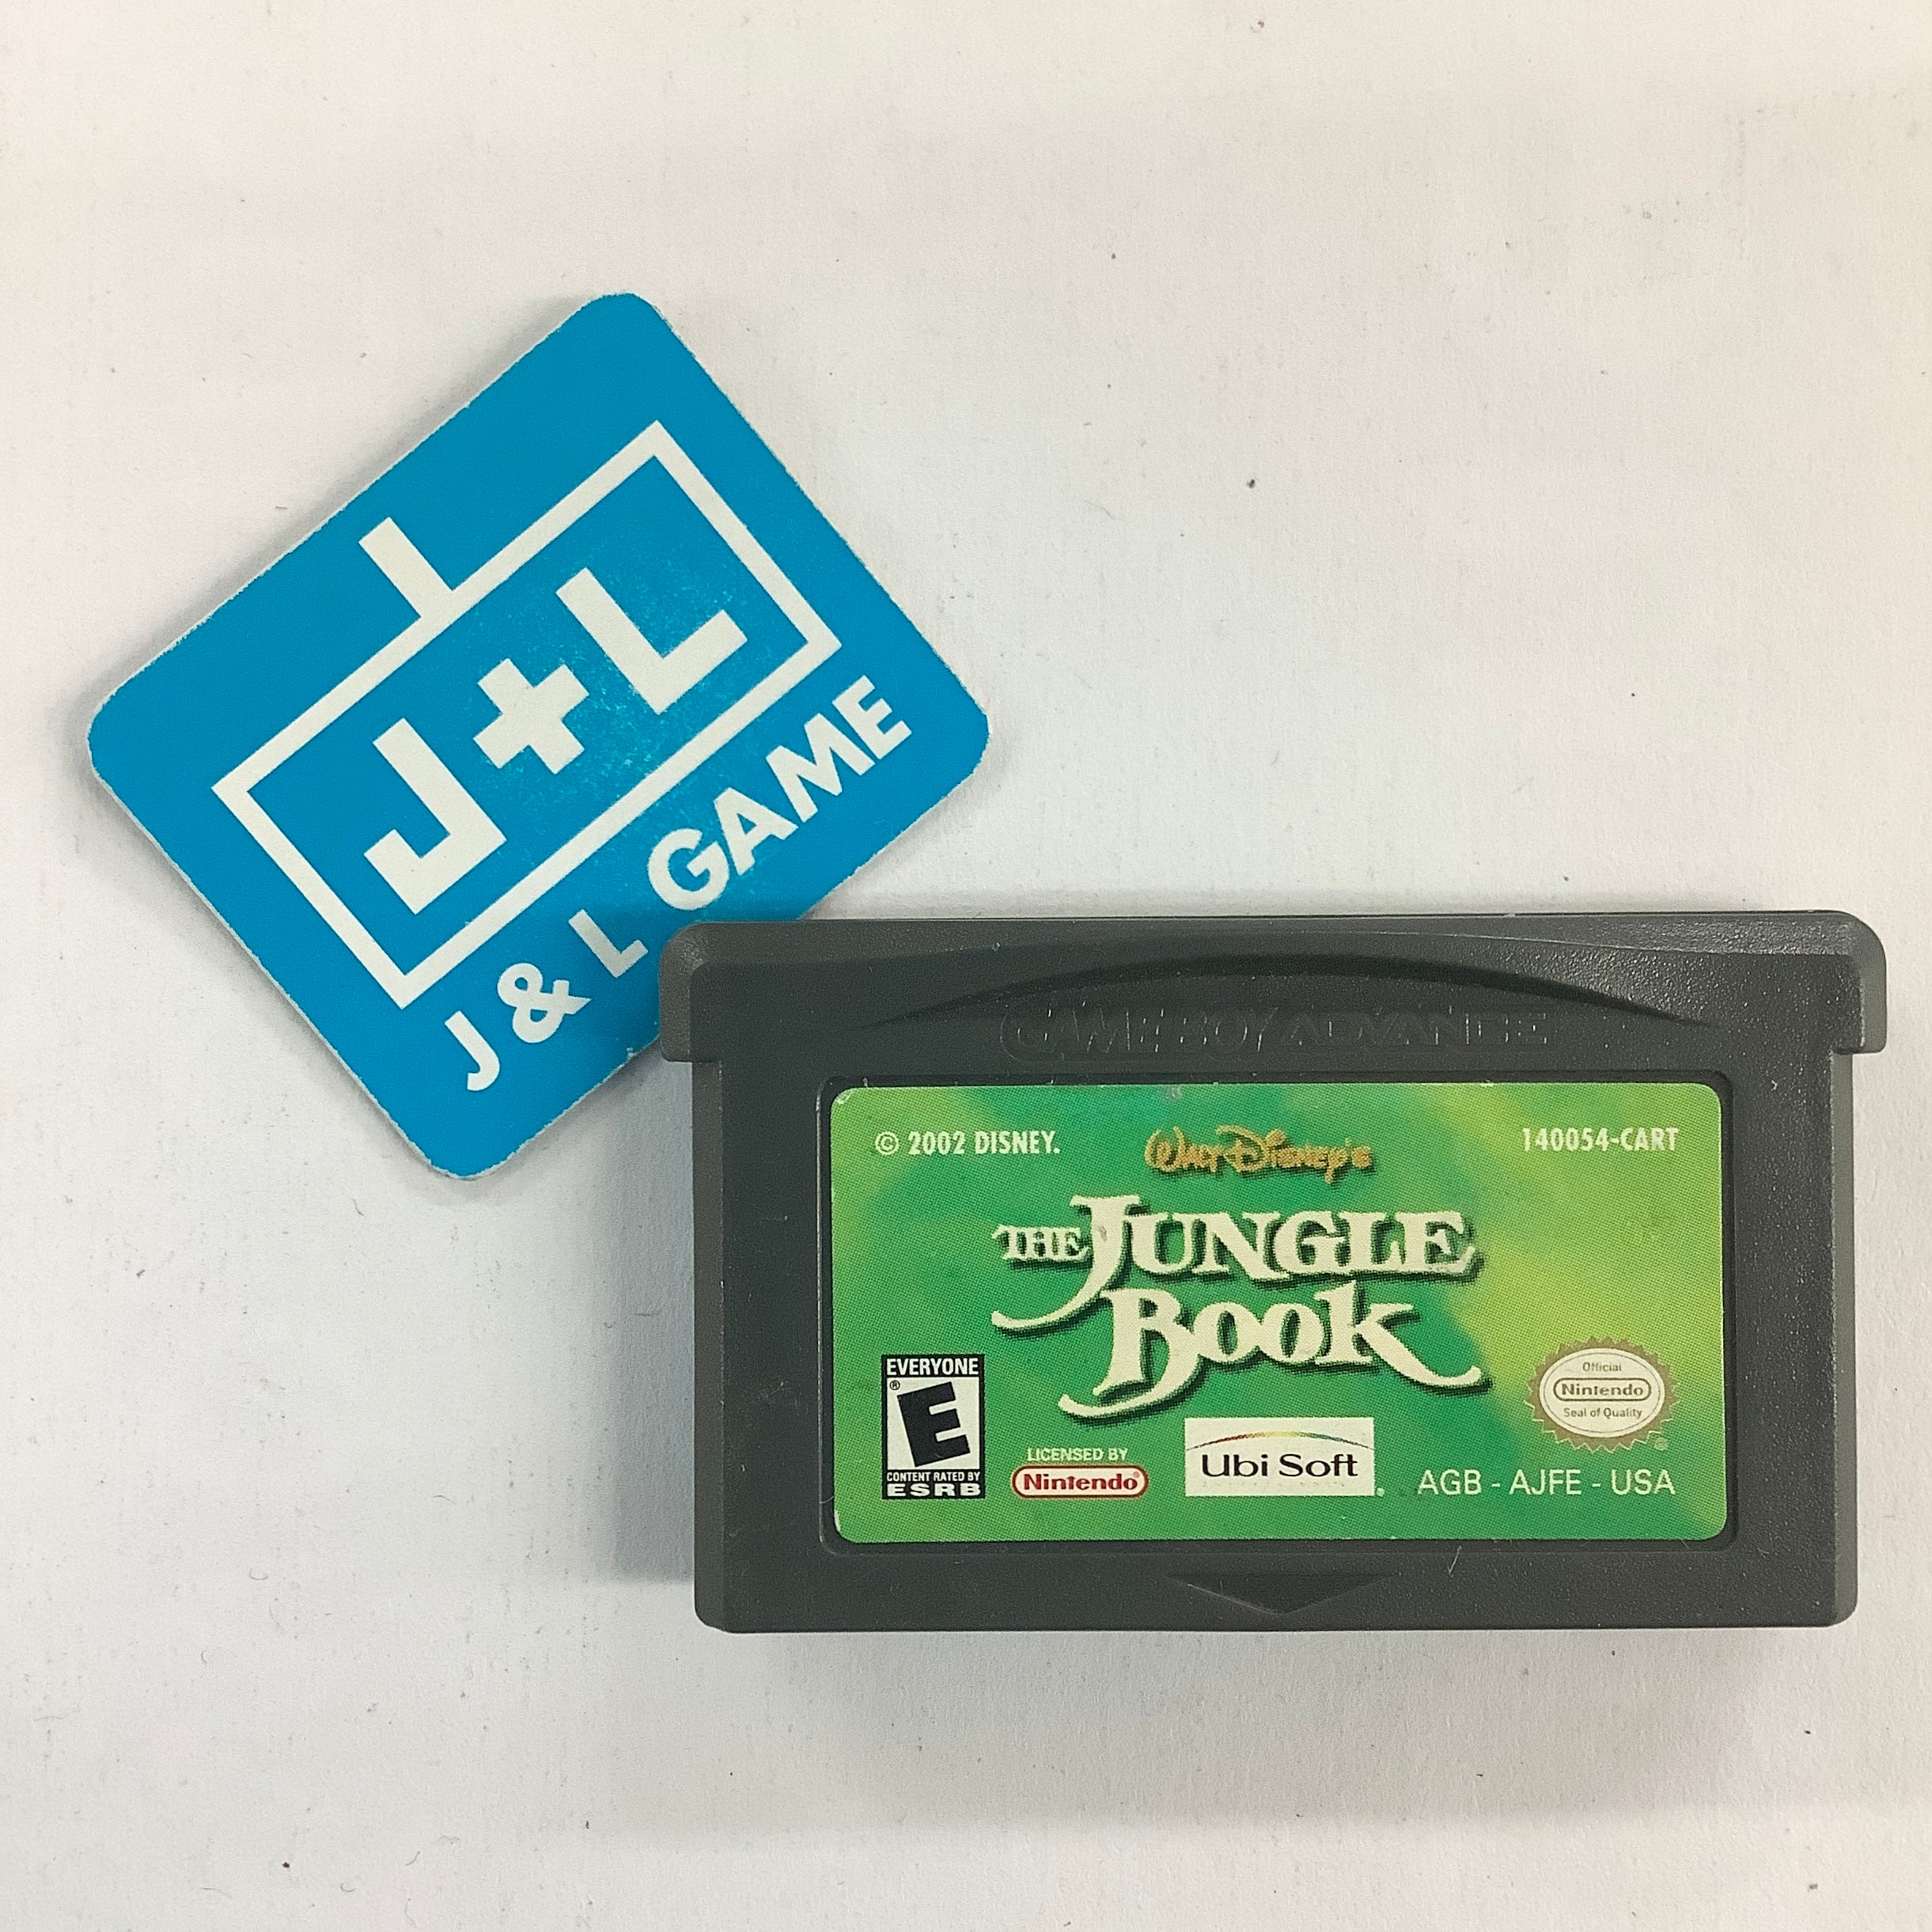 J+L
J & L GAME
GAME BOY ADVANCE
© 2002 DISNEY.
WALT DISNEY'S
140054-CART
THE JUNGLE
BOOK
EVERYONE
®
E
CONTENT RATED BY
ESRB
LICENSED BY
Nintendo®
Ubi Soft
Official
Nintendo
Seal of Quality
AGB - AJFE - USA